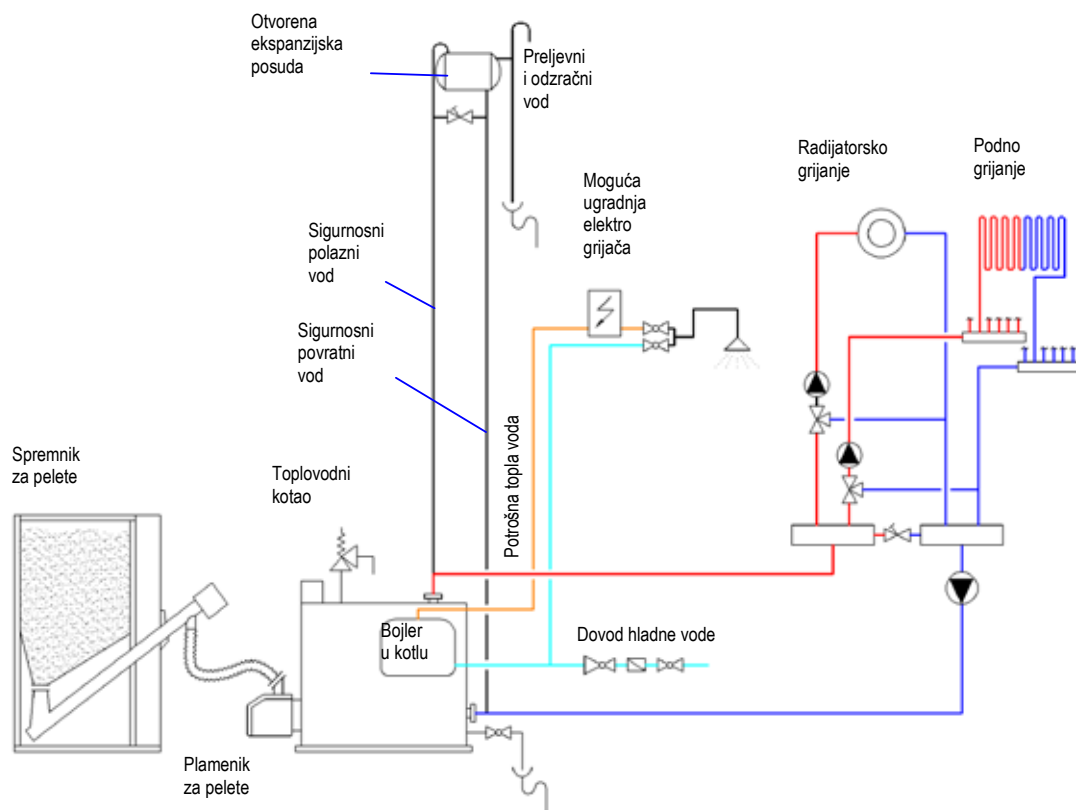 Otvorena
ekspanzijska
posuda
Preljevni
i odzračni
vod
Radijatorsko
grijanje
Podno
grijanje
Moguća
ugradnja
elektro
grijača
Sigurnosni
polazni
vod
Sigurnosni
povratni
vod
Spremnik
za pelete
Toplovodni
kotao
Potrošna topla voda
Bojler
u kotlu
Dovod hladne vode
Plamenik
za pelete